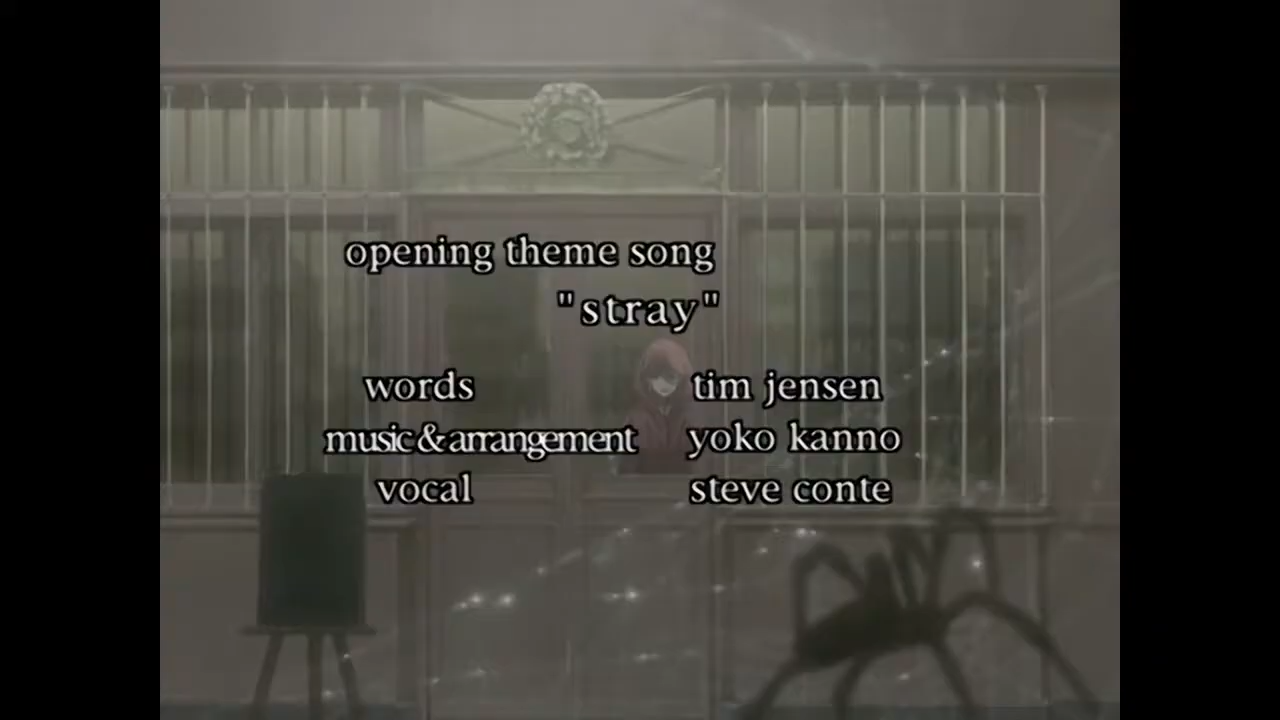 opening theme song
"stray"
words tim jensen
music & arrangement yoko kanno
vocal steve conte